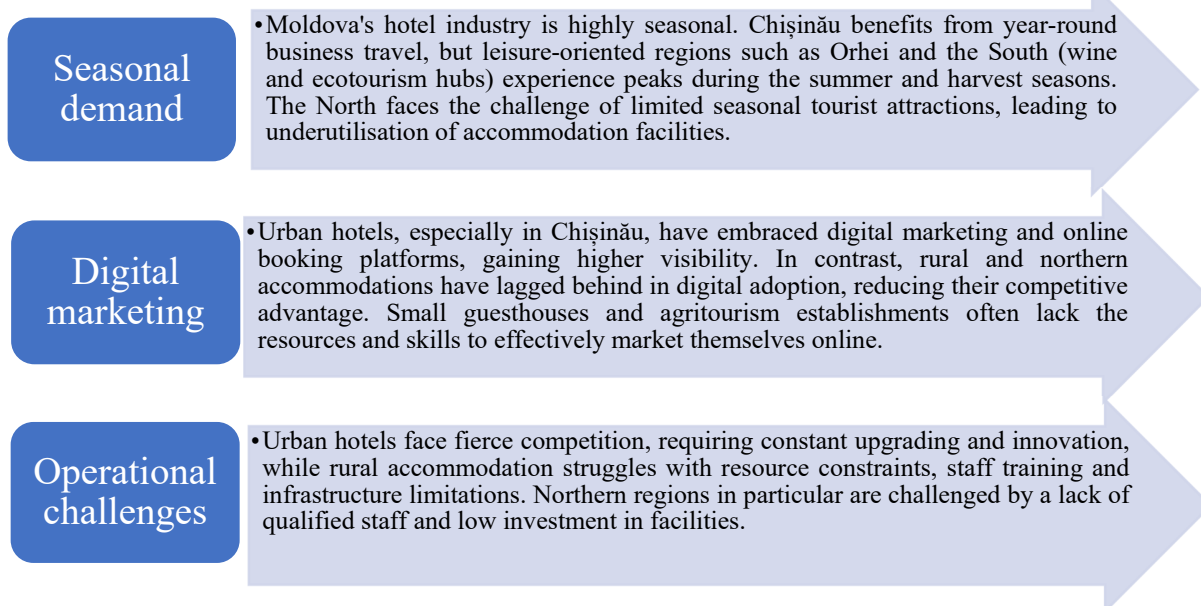 Seasonal
demand
•Moldova's hotel industry is highly seasonal. Chișinău benefits from year-round
business travel, but leisure-oriented regions such as Orhei and the South (wine
and ecotourism hubs) experience peaks during the summer and harvest seasons.
The North faces the challenge of limited seasonal tourist attractions, leading to
underutilisation of accommodation facilities.
Digital
marketing
•Urban hotels, especially in Chișinău, have embraced digital marketing and online
booking platforms, gaining higher visibility. In contrast, rural and northern
accommodations have lagged behind in digital adoption, reducing their competitive
advantage. Small guesthouses and agritourism establishments often lack the
resources and skills to effectively market themselves online.
Operational
challenges
•Urban hotels face fierce competition, requiring constant upgrading and innovation,
while rural accommodation struggles with resource constraints, staff training and
infrastructure limitations. Northern regions in particular are challenged by a lack of
qualified staff and low investment in facilities.